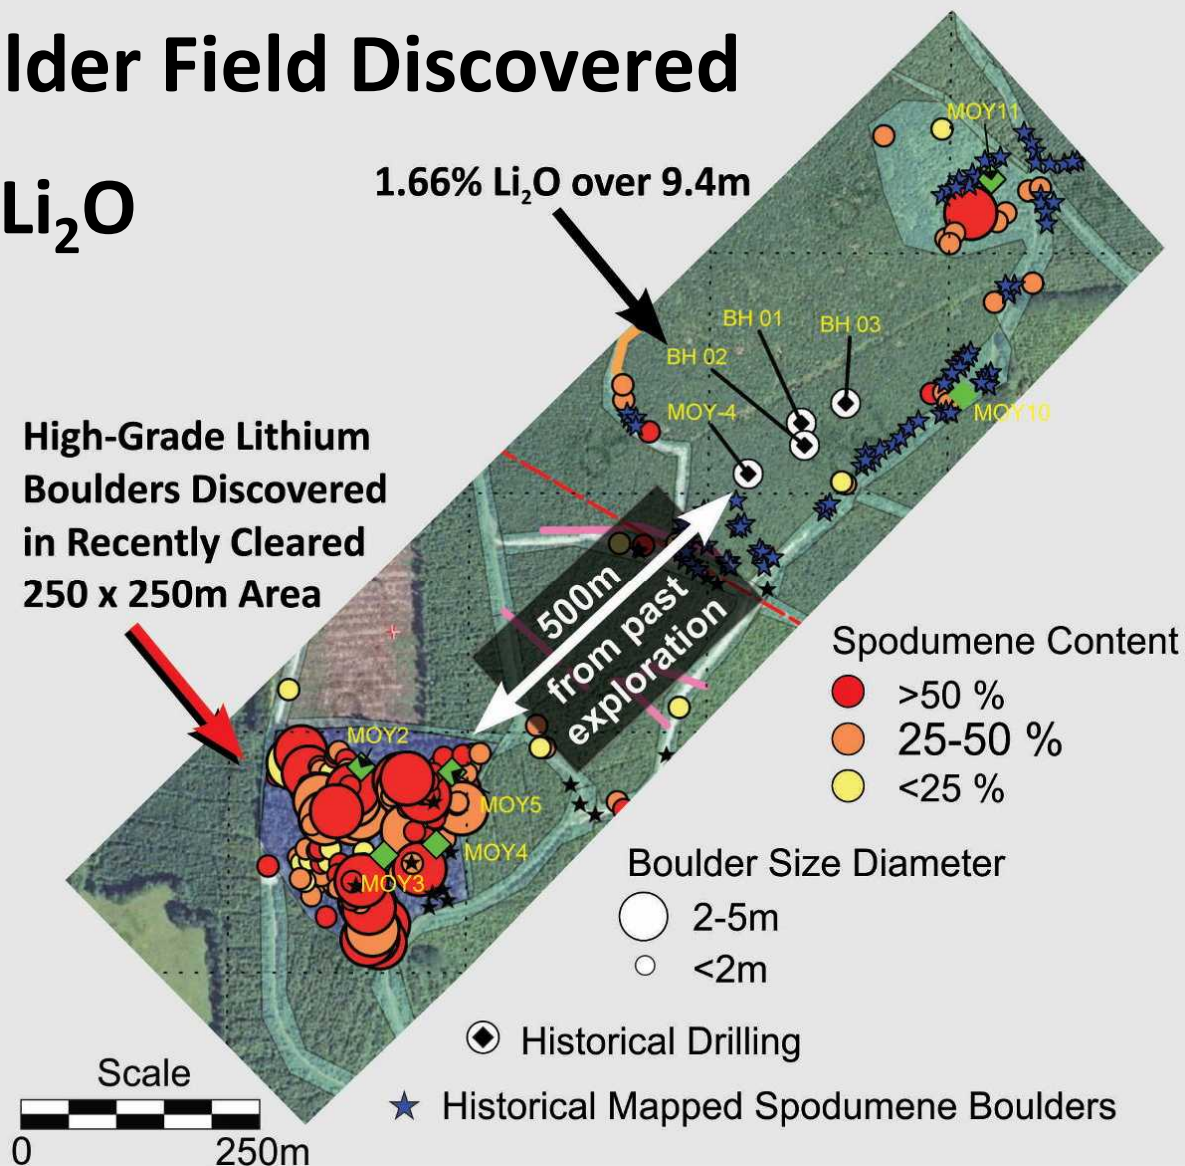 lder Field Discovered
Li₂O
1.66% Li₂O over 9.4m
MOY11
BH 01
BH 03
BH 02
MOY-4
MOY10
High-Grade Lithium
Boulders Discovered
in Recently Cleared
250 x 250m Area
500m
from past
exploration
MOY2
MOY5
MOY4
MOY3
Spodumene Content
>50 %
25-50 %
<25 %
Boulder Size Diameter
2-5m
<2m
Historical Drilling
Historical Mapped Spodumene Boulders
Scale
0 250m